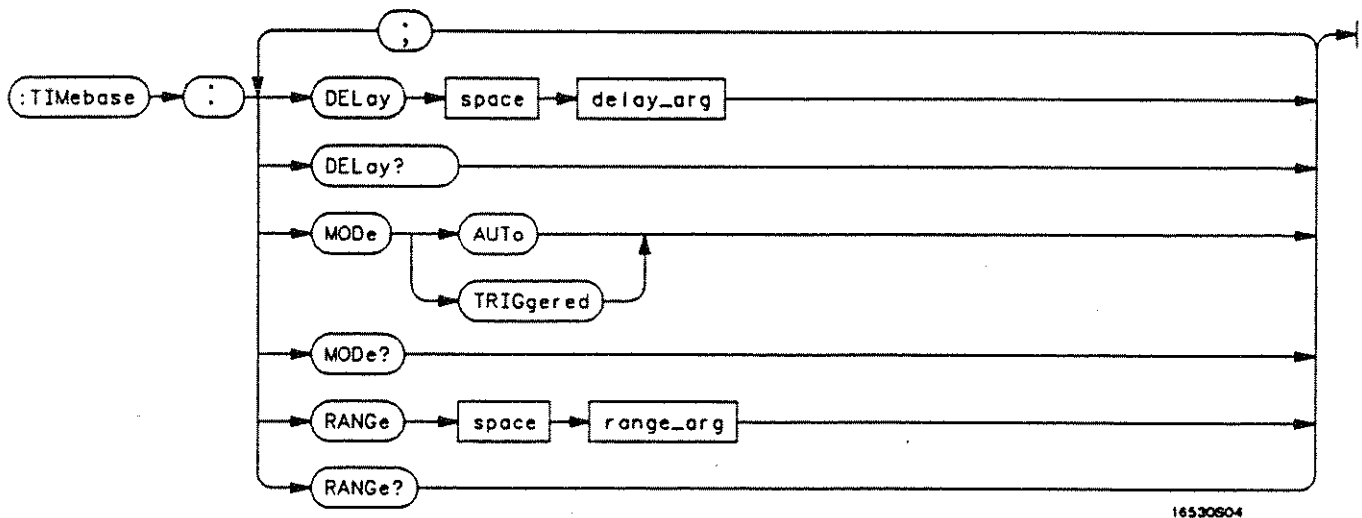 ;
:TIMebase : DELay space delay_arg
DELay?
MODe AUTo
TRIGgered
MODe?
RANGe space range_arg
RANGe?
16530S04